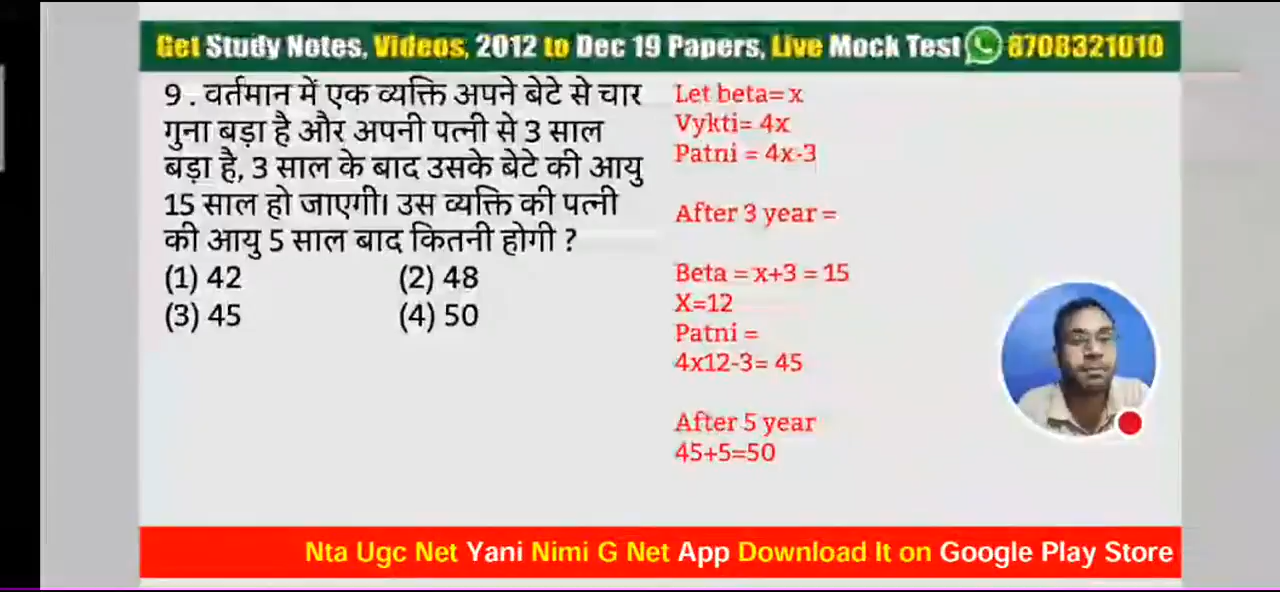 Get Study Notes, Videos, 2012 to Dec 19 Papers, Live Mock Test 8708321010
9 . वर्तमान में एक व्यक्ति अपने बेटे से चार
गुना बड़ा है और अपनी पत्नी से 3 साल
बड़ा है, 3 साल के बाद उसके बेटे की आयु
15 साल हो जाएगी। उस व्यक्ति की पत्नी
की आयु 5 साल बाद कितनी होगी ?
(1) 42 (2) 48
(3) 45 (4) 50
Let beta= x
Vykti= 4x
Patni = 4x-3
After 3 year =
Beta = x+3 = 15
X=12
Patni =
4x12-3= 45
After 5 year
45+5=50
Nta Ugc Net Yani Nimi G Net App Download It on Google Play Store